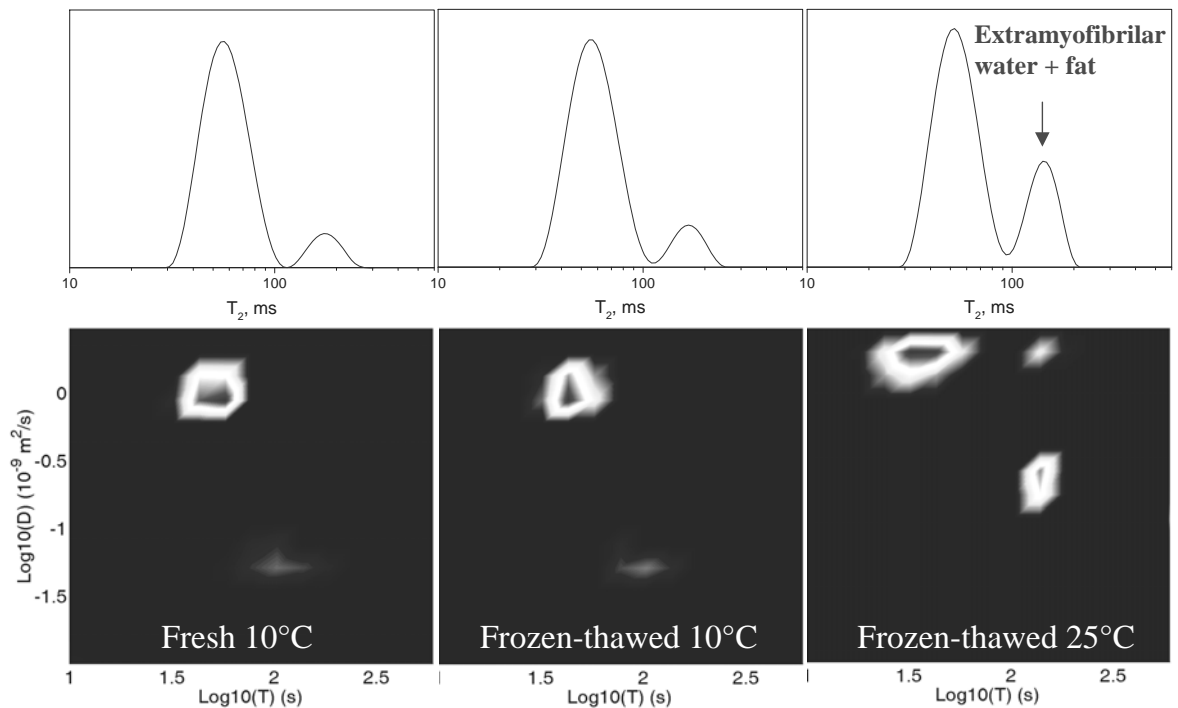 Extramyofibrilar
water + fat
10 100
T2, ms
10 100
T2, ms
10 100
T2, ms
Log10(D) (10-9 m2/s)
0
-0.5
-1
-1.5
Fresh 10°C
Frozen-thawed 10°C
Frozen-thawed 25°C
1 1.5 2 2.5
Log10(T) (s)
1.5 2 2.5
Log10(T) (s)
1.5 2 2.5
Log10(T) (s)